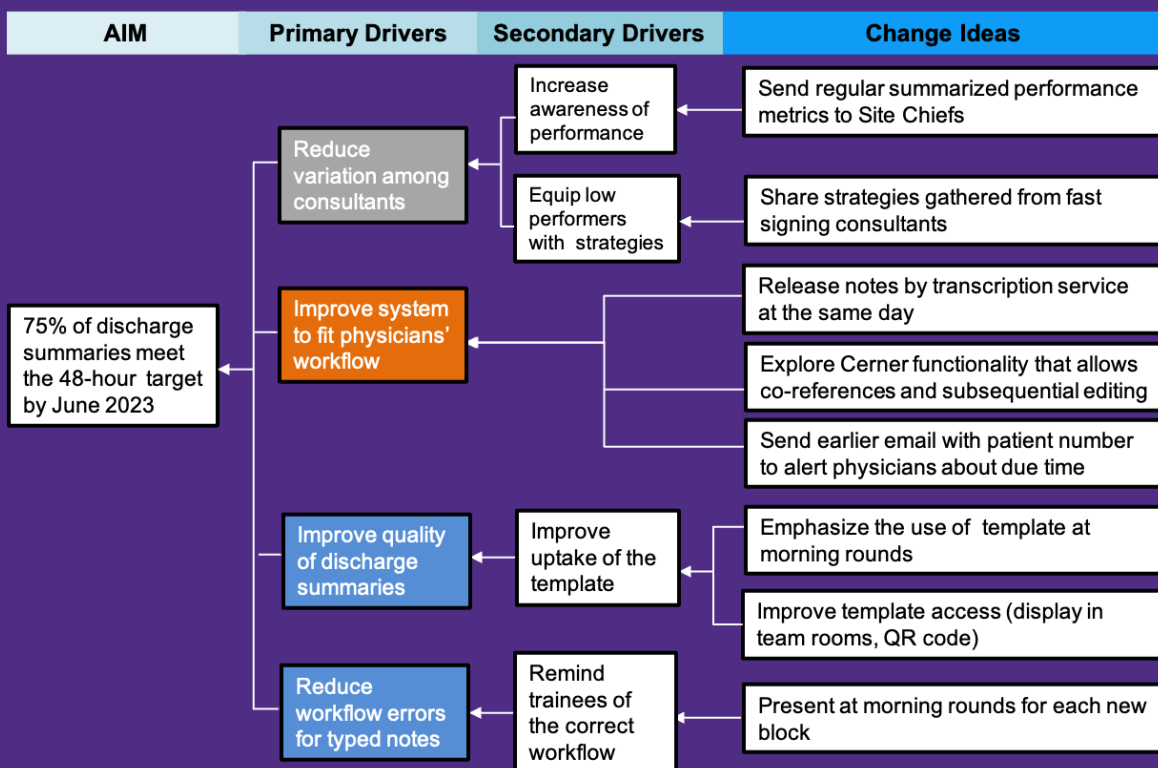 AIM
Primary Drivers
Secondary Drivers
Change Ideas
75% of discharge
summaries meet
the 48-hour target
by June 2023
Reduce
variation among
consultants
Increase
awareness of
performance
Send regular summarized performance
metrics to Site Chiefs
Equip low
performers
with strategies
Share strategies gathered from fast
signing consultants
Improve system
to fit physicians'
workflow
Release notes by transcription service
at the same day
Explore Cerner functionality that allows
co-references and subsequential editing
Send earlier email with patient number
to alert physicians about due time
Improve quality
of discharge
summaries
Improve
uptake of the
template
Emphasize the use of template at
morning rounds
Improve template access (display in
team rooms, QR code)
Reduce
workflow errors
for typed notes
Remind
trainees of
the correct
workflow
Present at morning rounds for each new
block